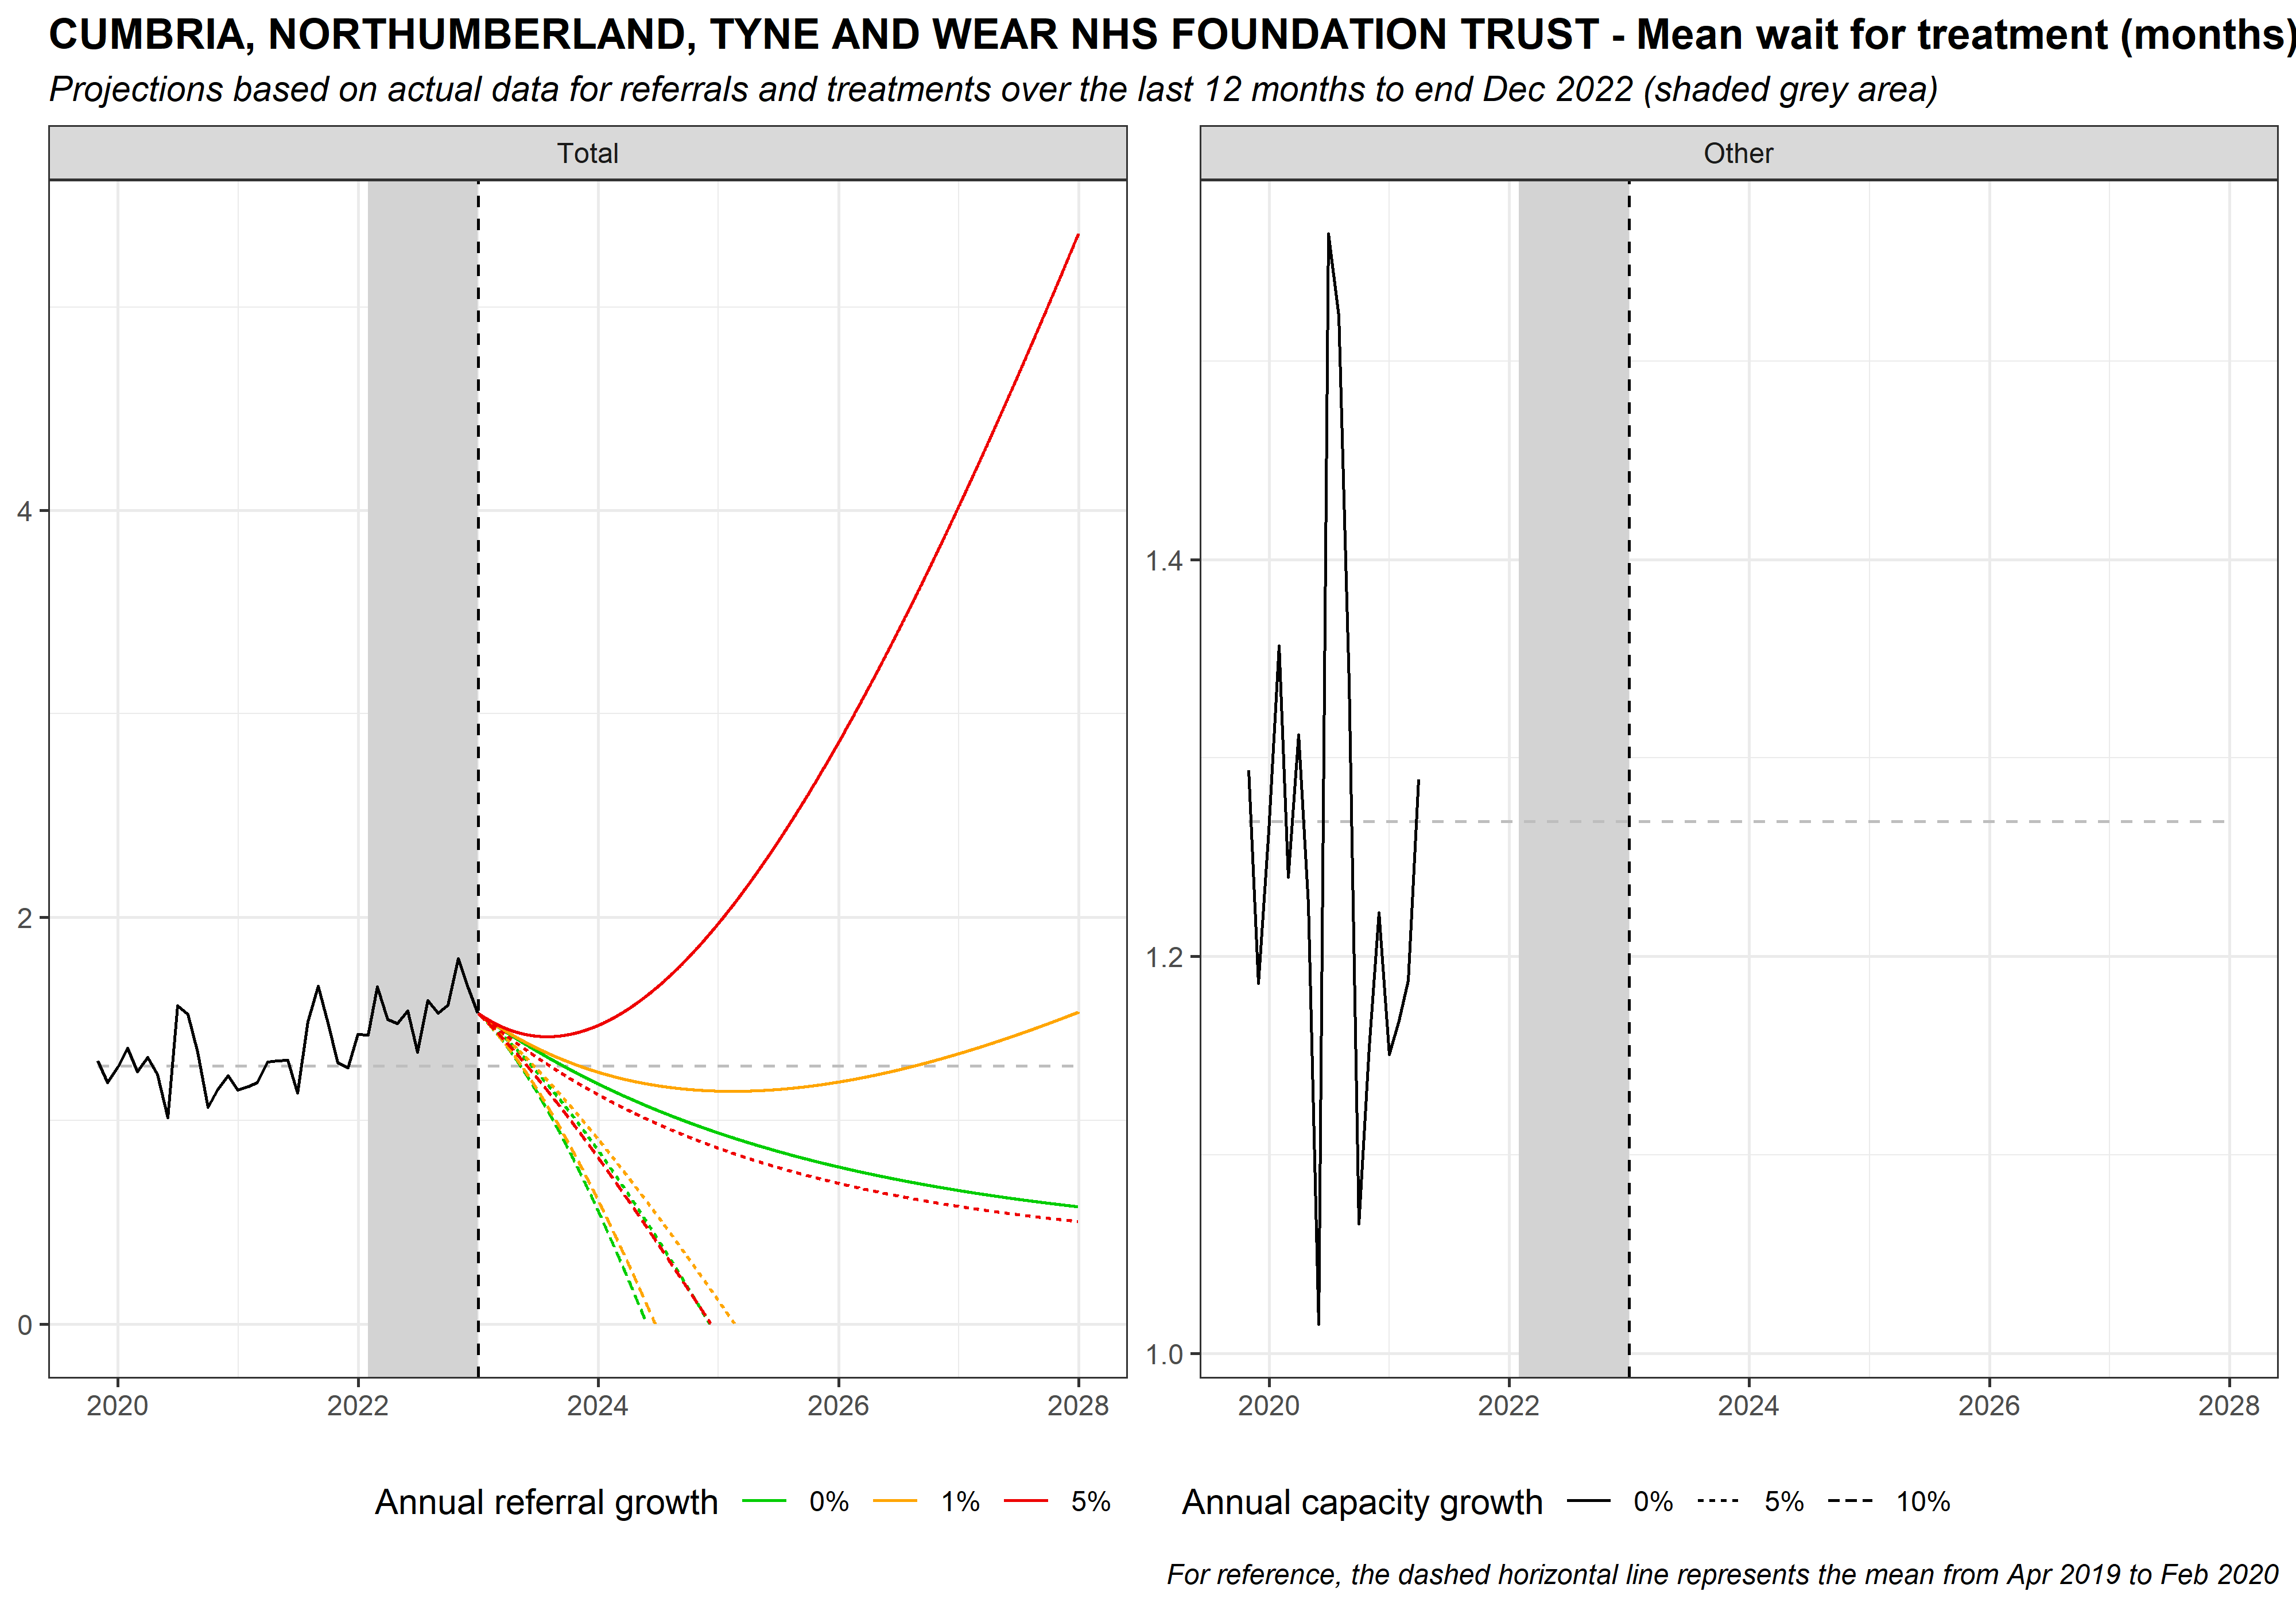 CUMBRIA, NORTHUMBERLAND, TYNE AND WEAR NHS FOUNDATION TRUST - Mean wait for treatment (months)
Projections based on actual data for referrals and treatments over the last 12 months to end Dec 2022 (shaded grey area)
Total
Other
4
2
0
1.4
1.2
1.0
2020 2022 2024 2026 2028
2020 2022 2024 2026 2028
Annual referral growth 0% 1% 5%
Annual capacity growth 0% 5% 10%
For reference, the dashed horizontal line represents the mean from Apr 2019 to Feb 2020